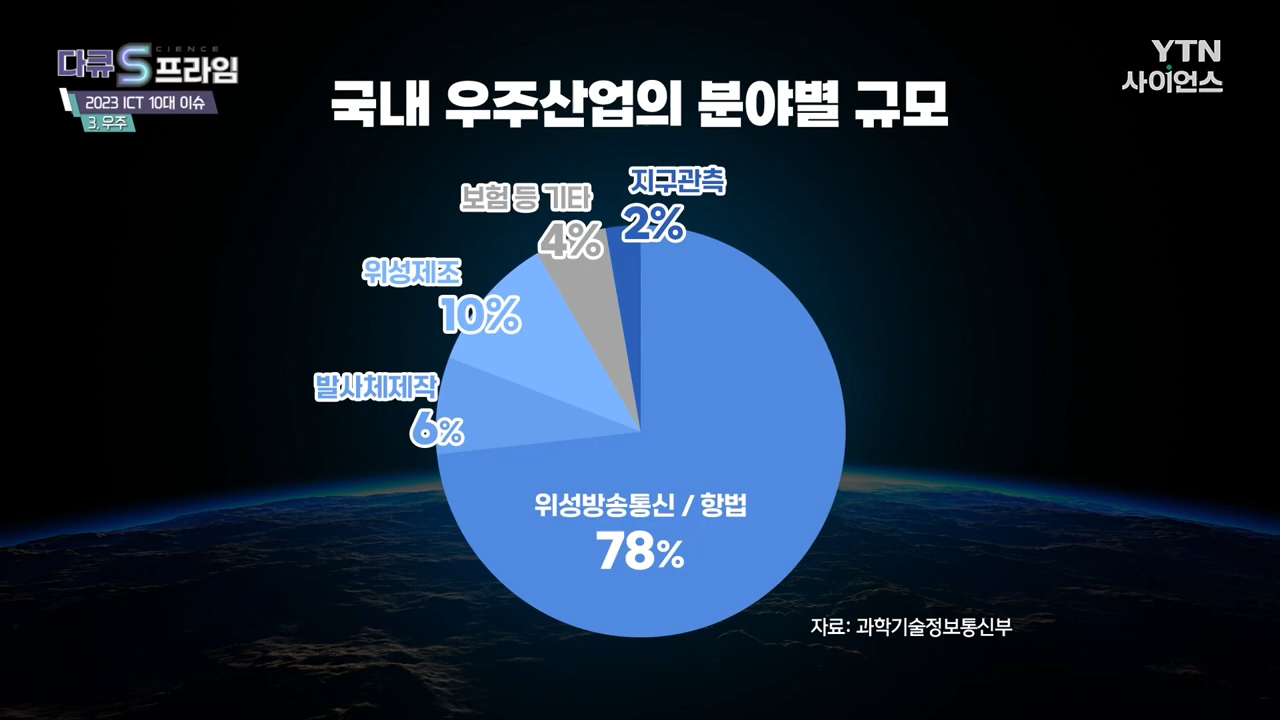 다큐 S 프라임
CIENCE
2023 ICT 10대 이슈
3. 우주
YTN
사이언스
국내 우주산업의 분야별 규모
지구관측
2%
보험 등 기타
4%
위성제조
10%
발사체제작
6%
위성방송통신 / 항법
78%
자료: 과학기술정보통신부